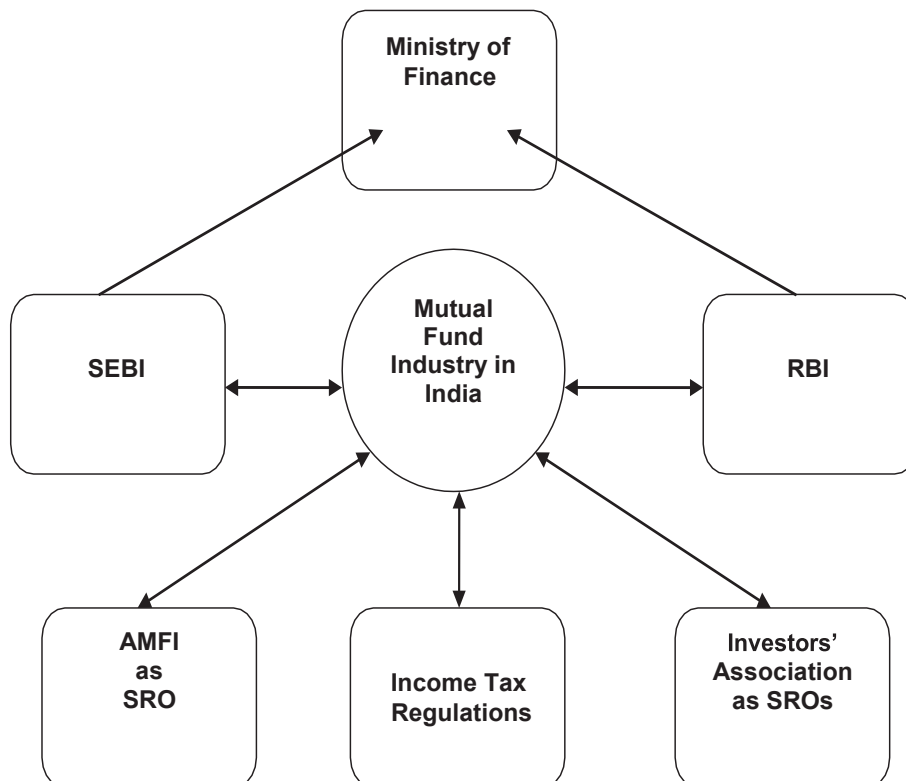 Ministry of
Finance
SEBI
Mutual
Fund
Industry in
India
RBI
AMFI
as
SRO
Income Tax
Regulations
Investors’
Association
as SROs